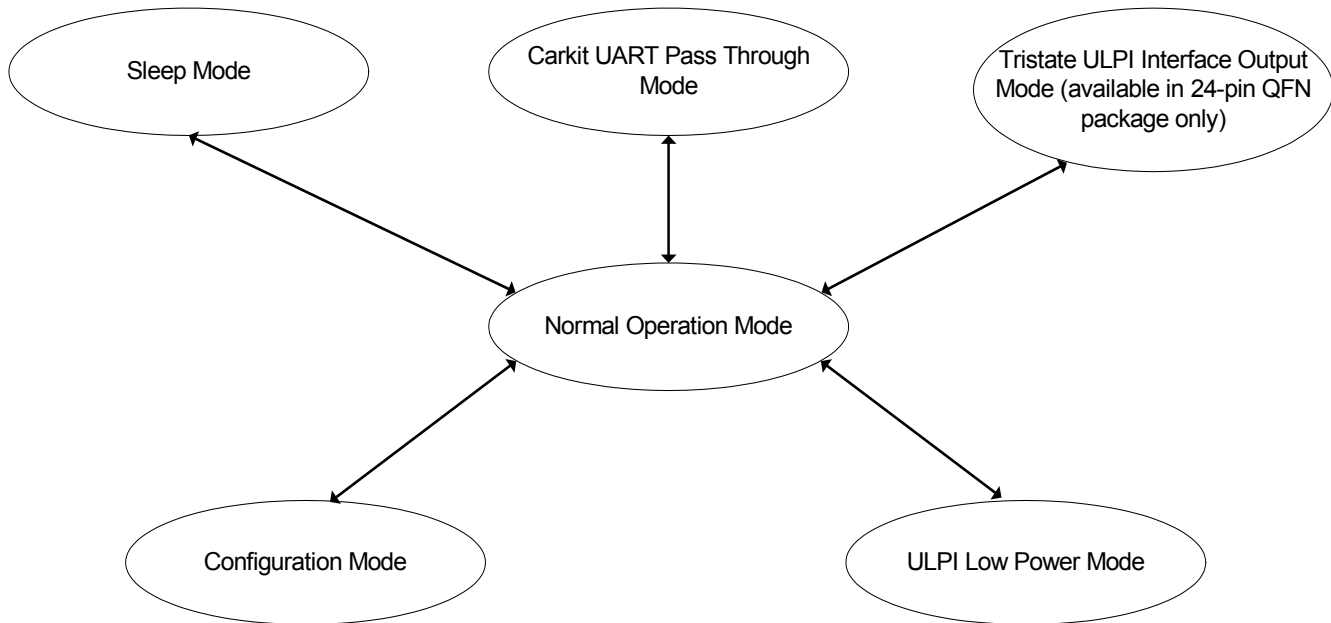 Sleep Mode
Carkit UART Pass Through
Mode
Tristate ULPI Interface Output
Mode (available in 24-pin QFN
package only)
Normal Operation Mode
Configuration Mode
ULPI Low Power Mode